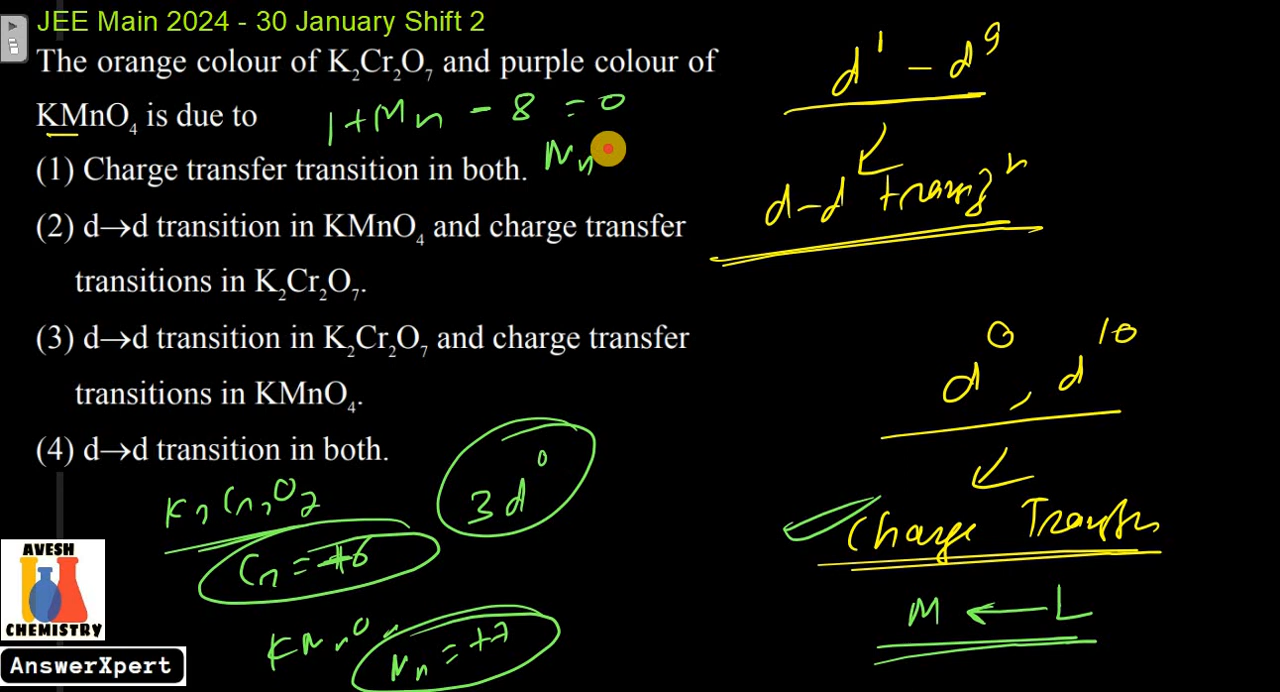 JEE Main 2024 - 30 January Shift 2
The orange colour of K₂Cr₂O₇ and purple colour of
KMnO₄ is due to
1 + Mn - 8 = 0
Mn
(1) Charge transfer transition in both.
(2) d→d transition in KMnO₄ and charge transfer
transitions in K₂Cr₂O₇.
(3) d→d transition in K₂Cr₂O₇ and charge transfer
transitions in KMnO₄.
(4) d→d transition in both.
K₂Cr₂O₇
Cr = +6
3d⁰
KMnO₄
Mn = +7
d¹ - d⁹
d-d
d⁰, d¹⁰
Charge Transfer
M ← L
AVESH
CHEMISTRY
AnswerXpert